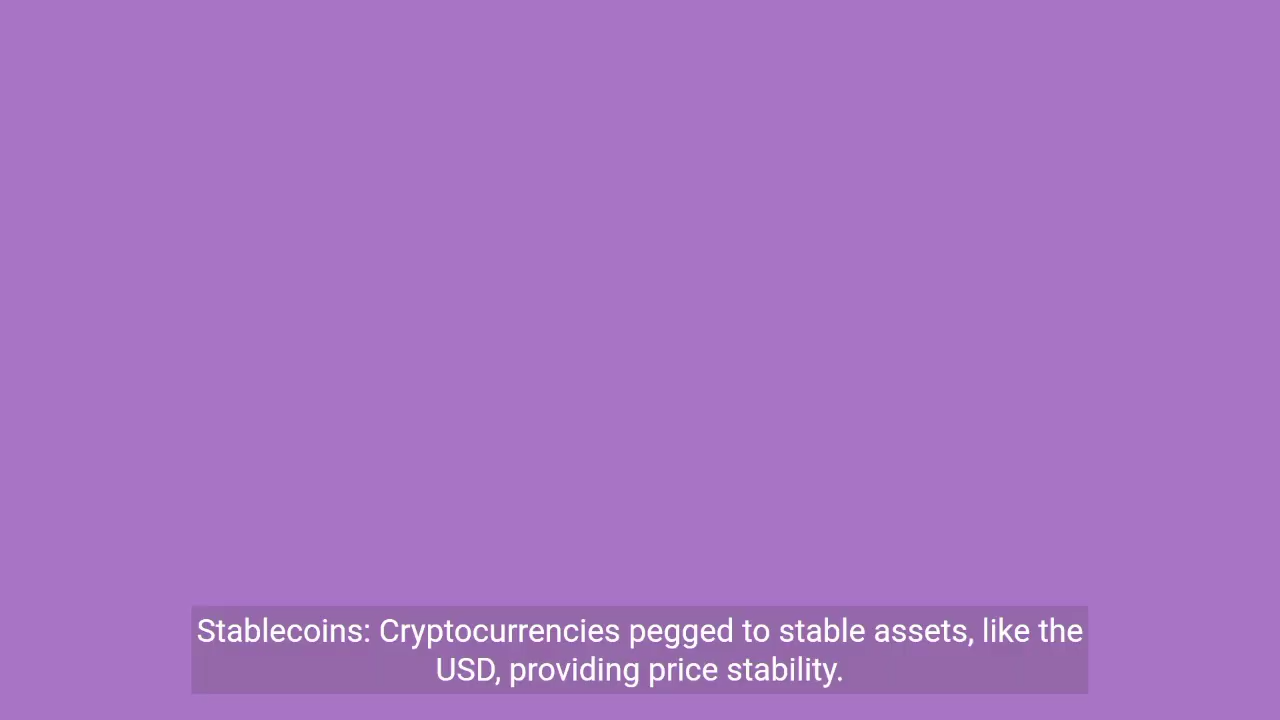 Stablecoins: Cryptocurrencies pegged to stable assets, like the
USD, providing price stability.